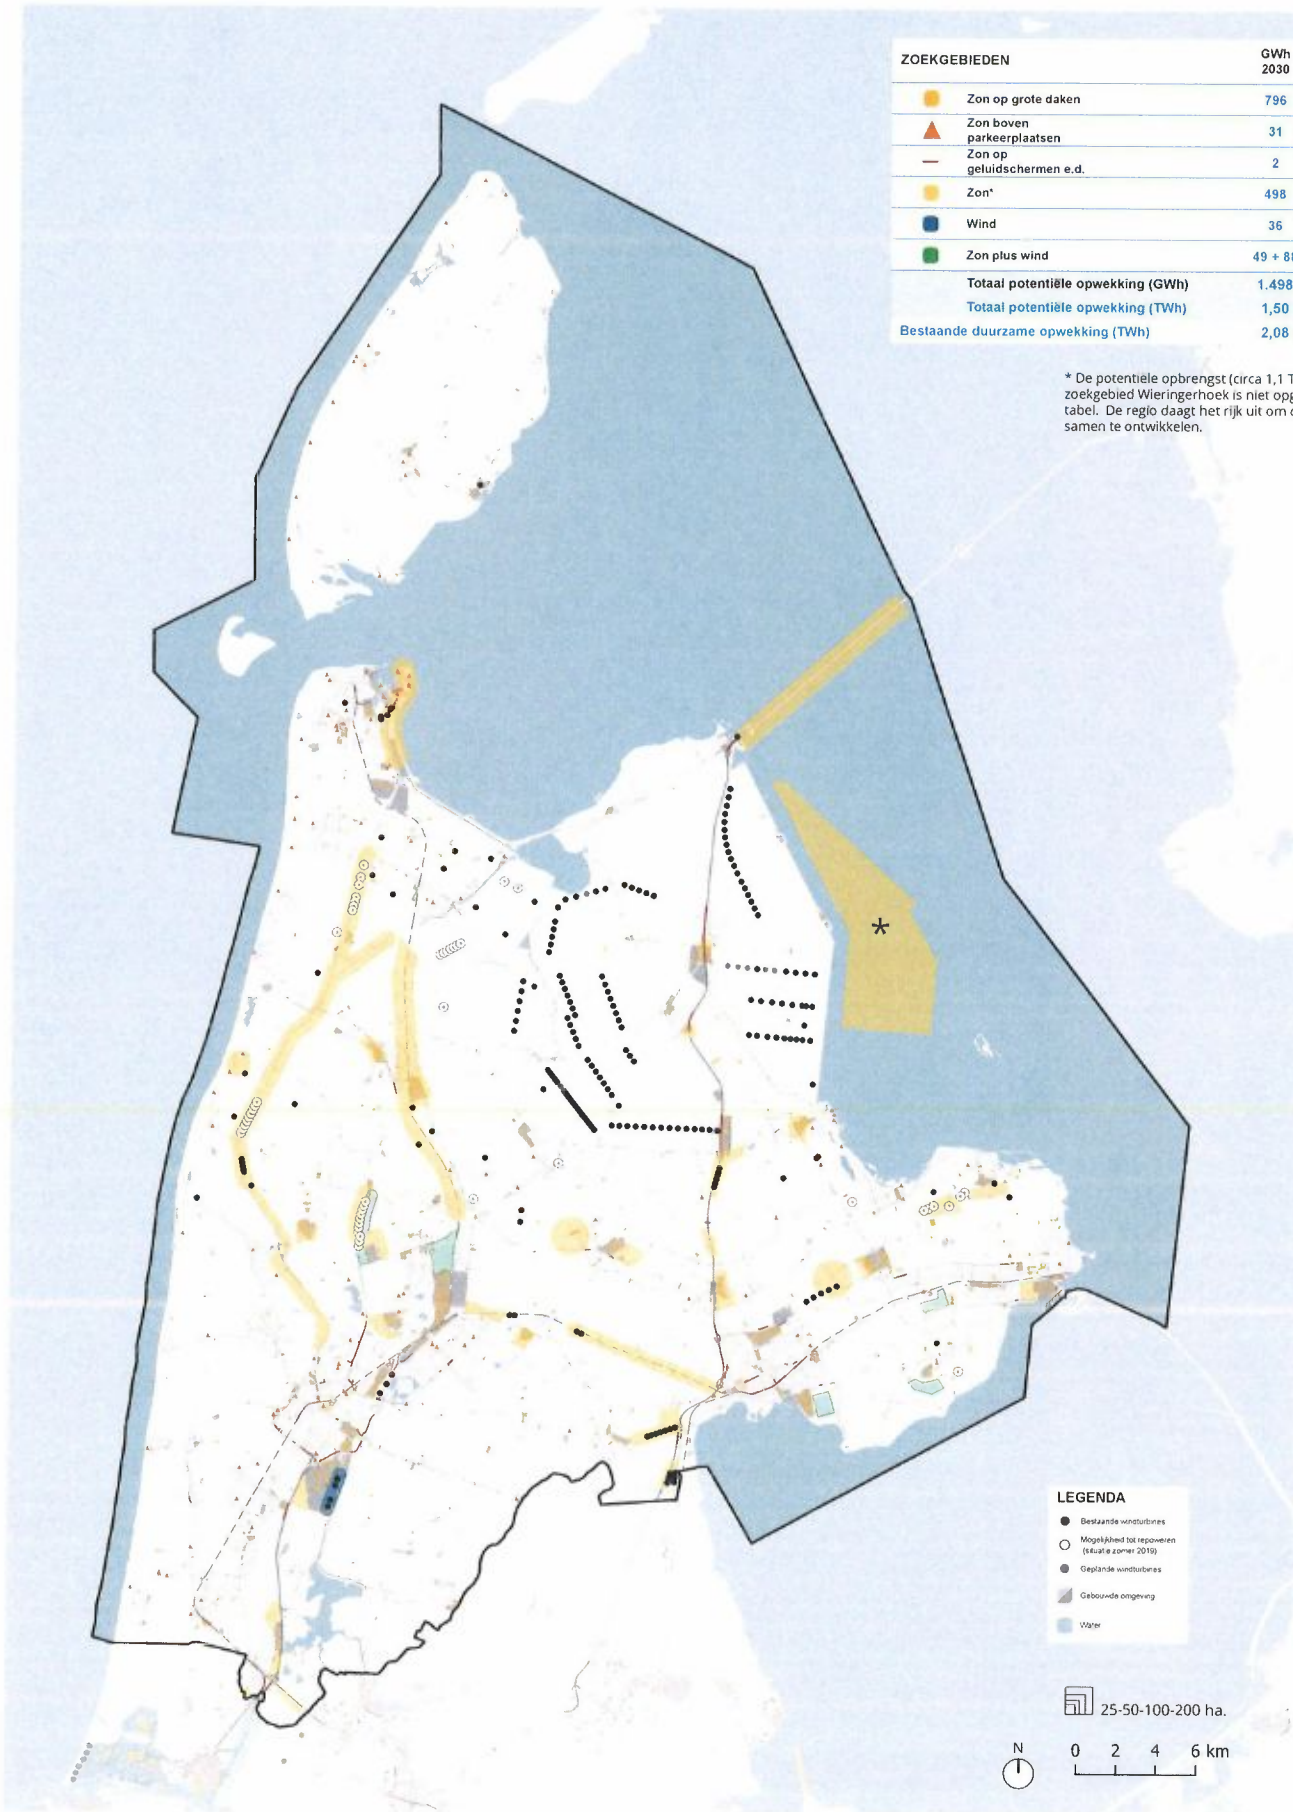 ZOEKGEBIEDEN GWh
2030
Zon op grote daken 796
Zon boven
parkeerplaatsen 31
Zon op
geluidschermen e.d. 2
Zon* 498
Wind 36
Zon plus wind 49 +
Totaal potentiële opwekking (GWh) 1.498
Totaal potentiële opwekking (TWh) 1,50
Bestaande duurzame opwekking (TWh) 2,08
* De potentiële opbrengst (circa 1,1
zoekgebied Wieringerhoek is niet
tabel. De regio daagt het rijk uit om
samen te ontwikkelen.
*
LEGENDA
Bestaande windturbines
Mogelijkheid tot repoweren
(situatie zomer 2019)
Geplande windturbines
Gebouwde omgeving
Water
25-50-100-200 ha.
N
0 2 4 6 km